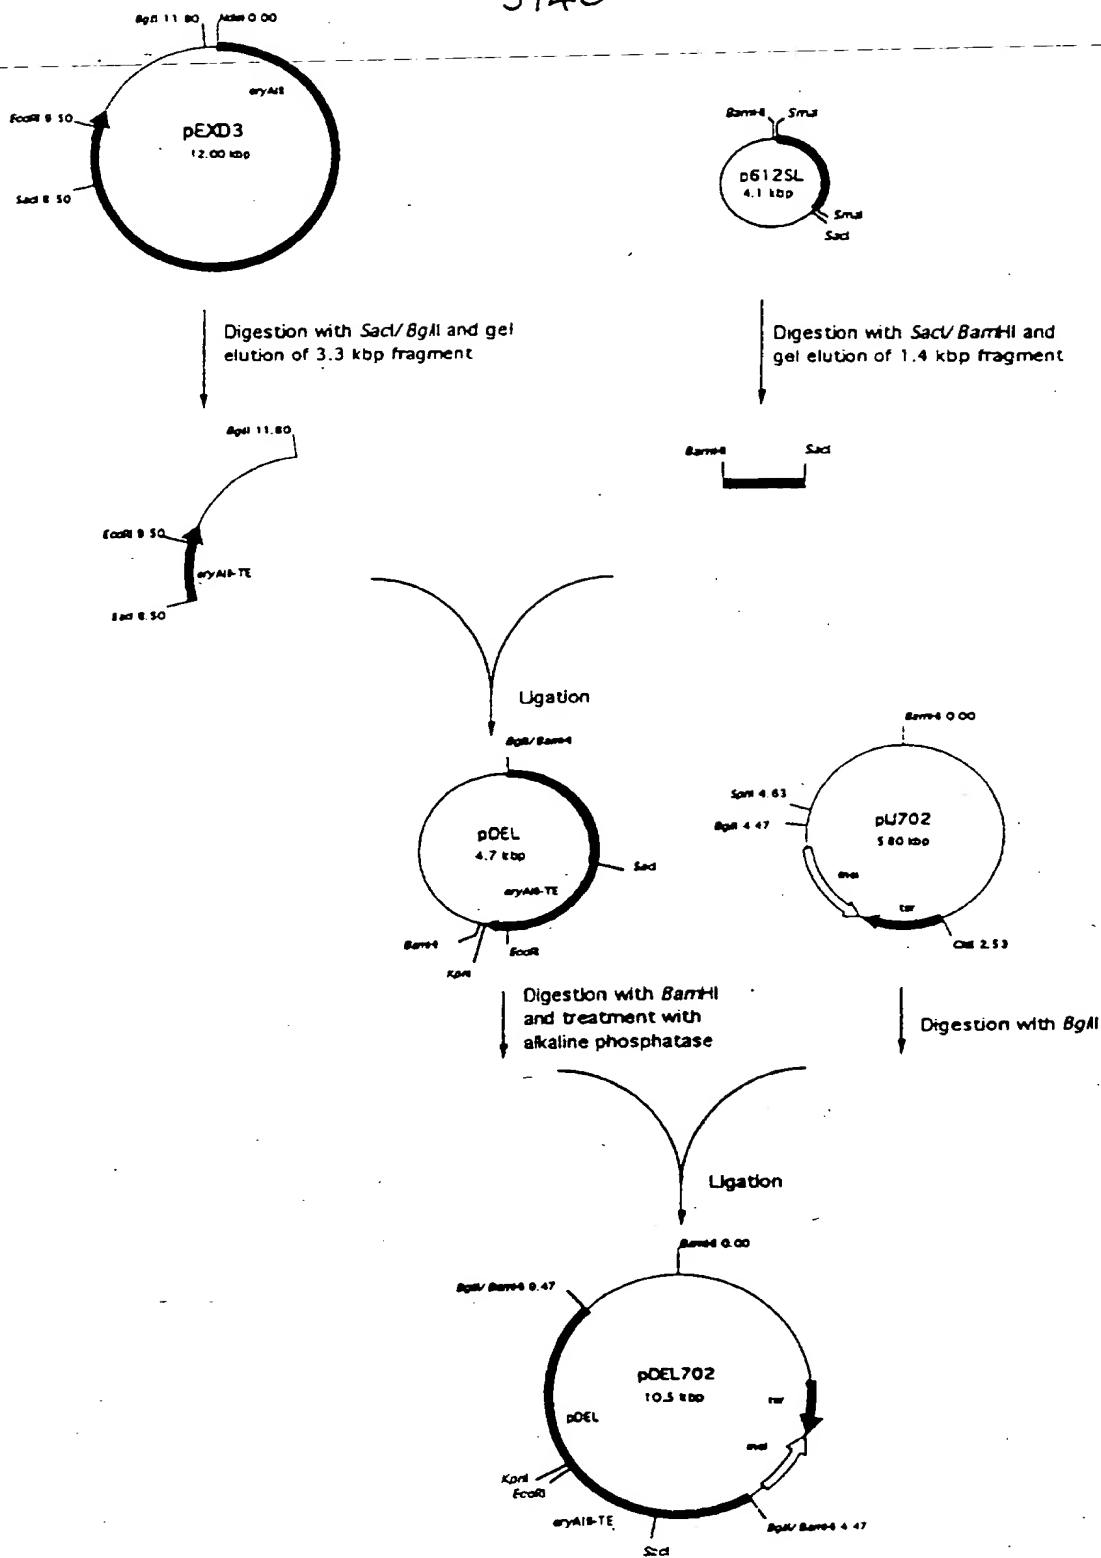 BglII 11.80
NdeI 0.00
eryAIII
EcoRI 9.50
pEXD3
12.00 kbp
SacI 8.50
BamHI
SmaI
p612SL
4.1 kbp
SmaI
SacI
Digestion with SacI/BglII and gel
elution of 3.3 kbp fragment
Digestion with SacI/BamHI and
gel elution of 1.4 kbp fragment
BglII 11.80
BamHI
SacI
EcoRI 9.50
eryAIII-TE
SacI 8.50
Ligation
BglII/BamHI
BamHI 0.00
SphI 4.63
BglII 4.47
pIJ702
5.80 kbp
pDEL
4.7 kbp
SacI
mel
tsr
eryAIII-TE
BamHI
KpnI
EcoRI
ClaI 2.53
Digestion with BamHI
and treatment with
alkaline phosphatase
Digestion with BglII
Ligation
BamHI 0.00
BglII/BamHI 9.47
pDEL702
10.5 kbp
tsr
pDEL
mel
KpnI
EcoRI
eryAIII-TE
SacI
BglII/BamHI 4.47